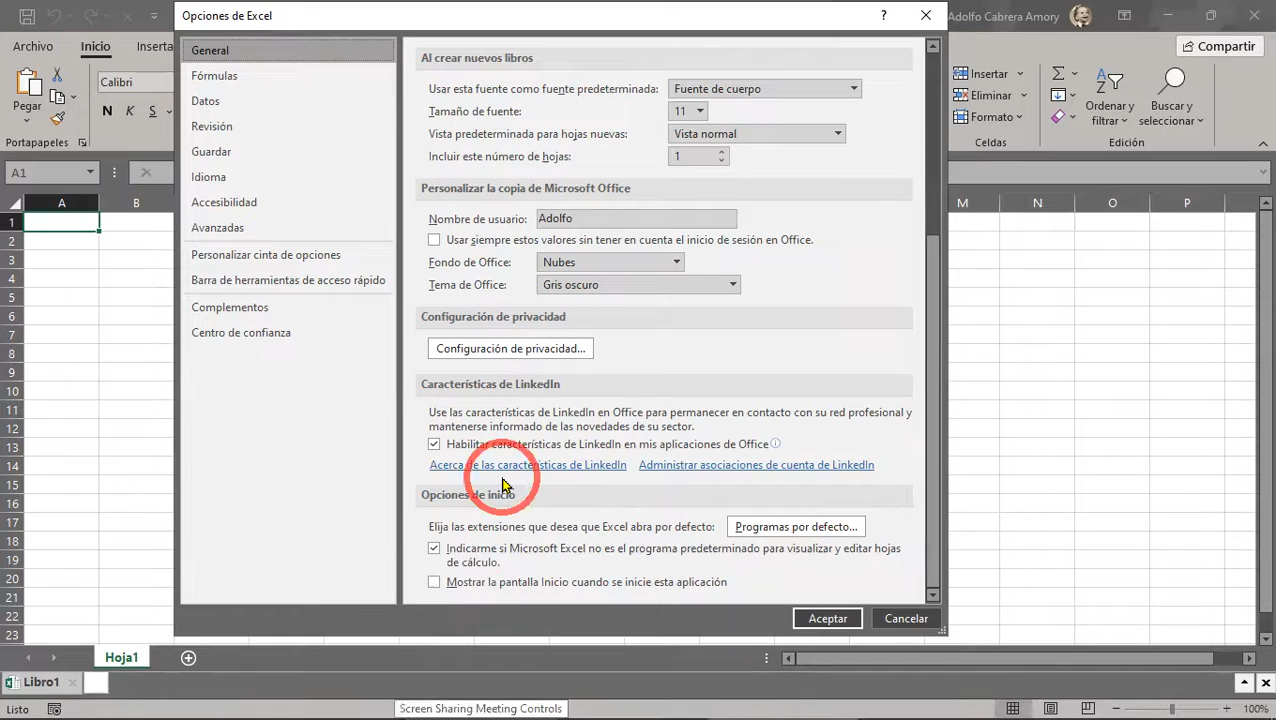 Opciones de Excel
?
Adolfo Cabrera Amory
Archivo
Inicio
Inserta
Compartir
Pegar
Calibri
N K S
Portapapeles
Insertar
Eliminar
Formato
Celdas
Ordenar y
filtrar
Buscar y
seleccionar
Edición
A1
A B M N O P
1
2
3
4
5
6
7
8
9
10
11
12
13
14
15
16
17
18
19
20
21
22
23
General
Fórmulas
Datos
Revisión
Guardar
Idioma
Accesibilidad
Avanzadas
Personalizar cinta de opciones
Barra de herramientas de acceso rápido
Complementos
Centro de confianza
Al crear nuevos libros
Usar esta fuente como fuente predeterminada: Fuente de cuerpo
Tamaño de fuente: 11
Vista predeterminada para hojas nuevas: Vista normal
Incluir este número de hojas: 1
Personalizar la copia de Microsoft Office
Nombre de usuario: Adolfo
Usar siempre estos valores sin tener en cuenta el inicio de sesión en Office.
Fondo de Office: Nubes
Tema de Office: Gris oscuro
Configuración de privacidad
Configuración de privacidad...
Características de LinkedIn
Use las características de LinkedIn en Office para permanecer en contacto con su red profesional y
mantenerse informado de las novedades de su sector.
Habilitar características de LinkedIn en mis aplicaciones de Office
Acerca de las características de LinkedIn Administrar asociaciones de cuenta de LinkedIn
Opciones de inicio
Elija las extensiones que desea que Excel abra por defecto: Programas por defecto...
Indicarme si Microsoft Excel no es el programa predeterminado para visualizar y editar hojas
de cálculo.
Mostrar la pantalla Inicio cuando se inicie esta aplicación
Aceptar Cancelar
Hoja1
Libro1
Listo
Screen Sharing Meeting Controls
100%